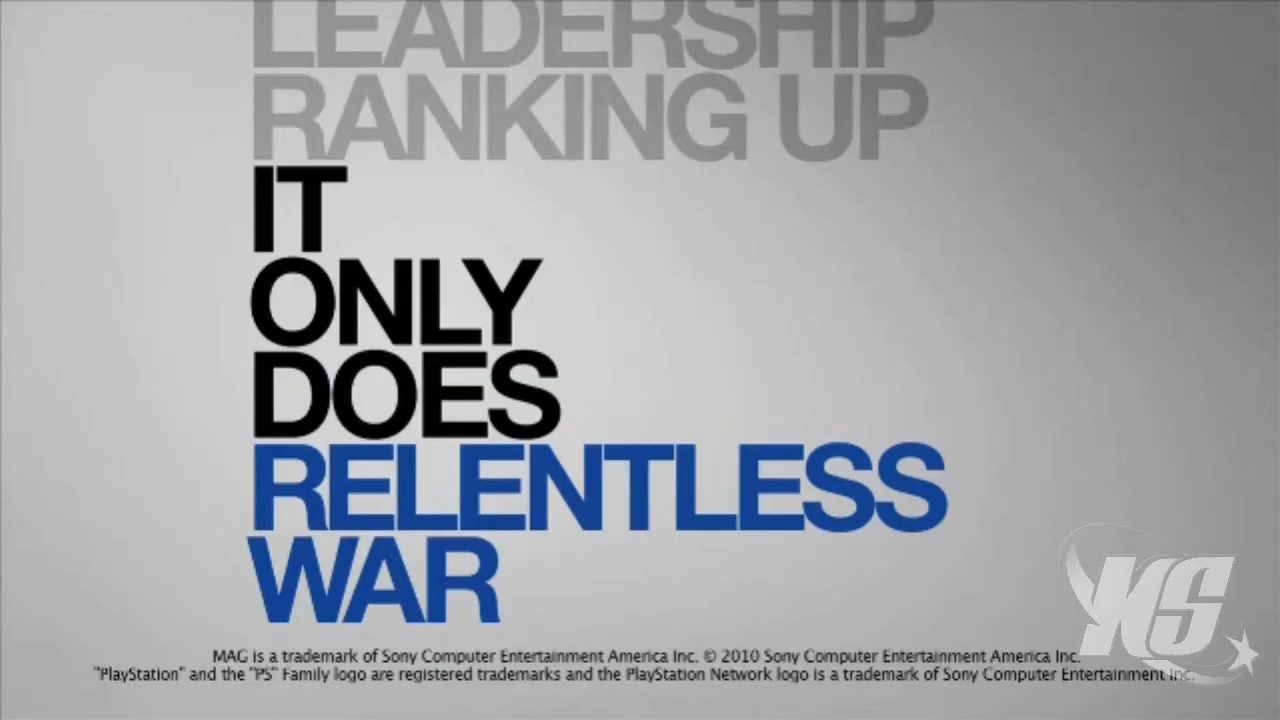 LEADERSHIP
RANKING UP
IT
ONLY
DOES
RELENTLESS
WAR
MAG is a trademark of Sony Computer Entertainment America Inc. © 2010 Sony Computer Entertainment America Inc.
"PlayStation" and the "PS" Family logo are registered trademarks and the PlayStation Network logo is a trademark of Sony Computer Entertainment Inc.
XS